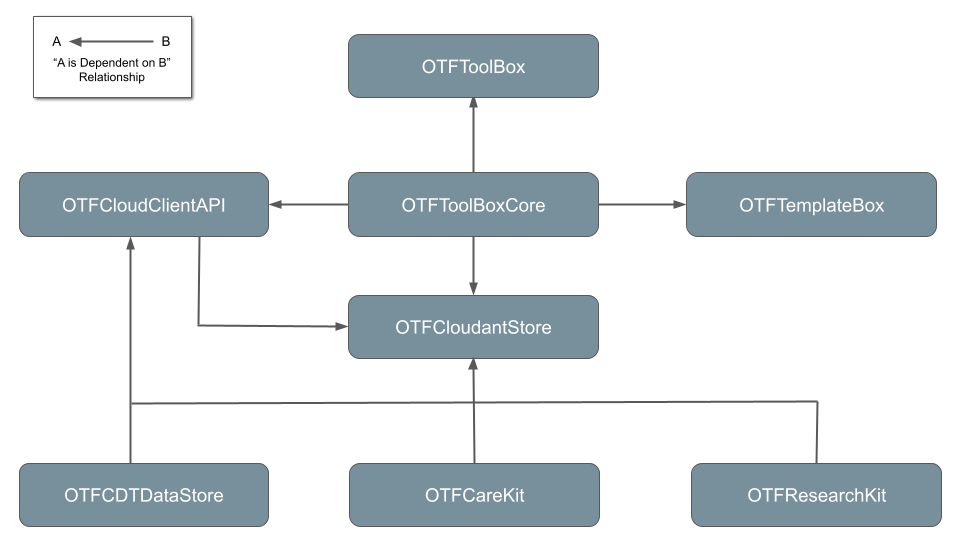 A B
“A is Dependent on B”
Relationship
OTFToolBox
OTFCloudClientAPI
OTFToolBoxCore
OTFTemplateBox
OTFCloudantStore
OTFCDTDataStore
OTFCareKit
OTFResearchKit